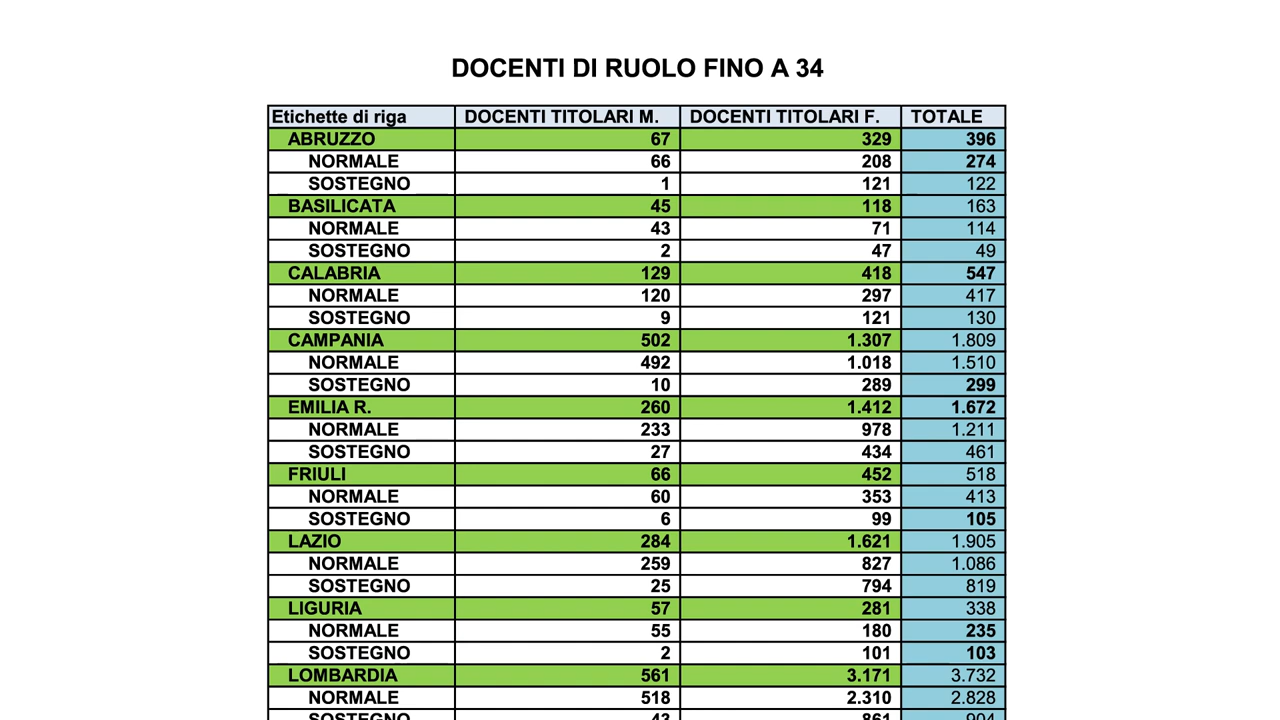 DOCENTI DI RUOLO FINO A 34
Etichette di riga DOCENTI TITOLARI M. DOCENTI TITOLARI F. TOTALE
ABRUZZO 67 329 396
NORMALE 66 208 274
SOSTEGNO 1 121 122
BASILICATA 45 118 163
NORMALE 43 71 114
SOSTEGNO 2 47 49
CALABRIA 129 418 547
NORMALE 120 297 417
SOSTEGNO 9 121 130
CAMPANIA 502 1.307 1.809
NORMALE 492 1.018 1.510
SOSTEGNO 10 289 299
EMILIA R. 260 1.412 1.672
NORMALE 233 978 1.211
SOSTEGNO 27 434 461
FRIULI 66 452 518
NORMALE 60 353 413
SOSTEGNO 6 99 105
LAZIO 284 1.621 1.905
NORMALE 259 827 1.086
SOSTEGNO 25 794 819
LIGURIA 57 281 338
NORMALE 55 180 235
SOSTEGNO 2 101 103
LOMBARDIA 561 3.171 3.732
NORMALE 518 2.310 2.828
SOSTEGNO 43 861 904